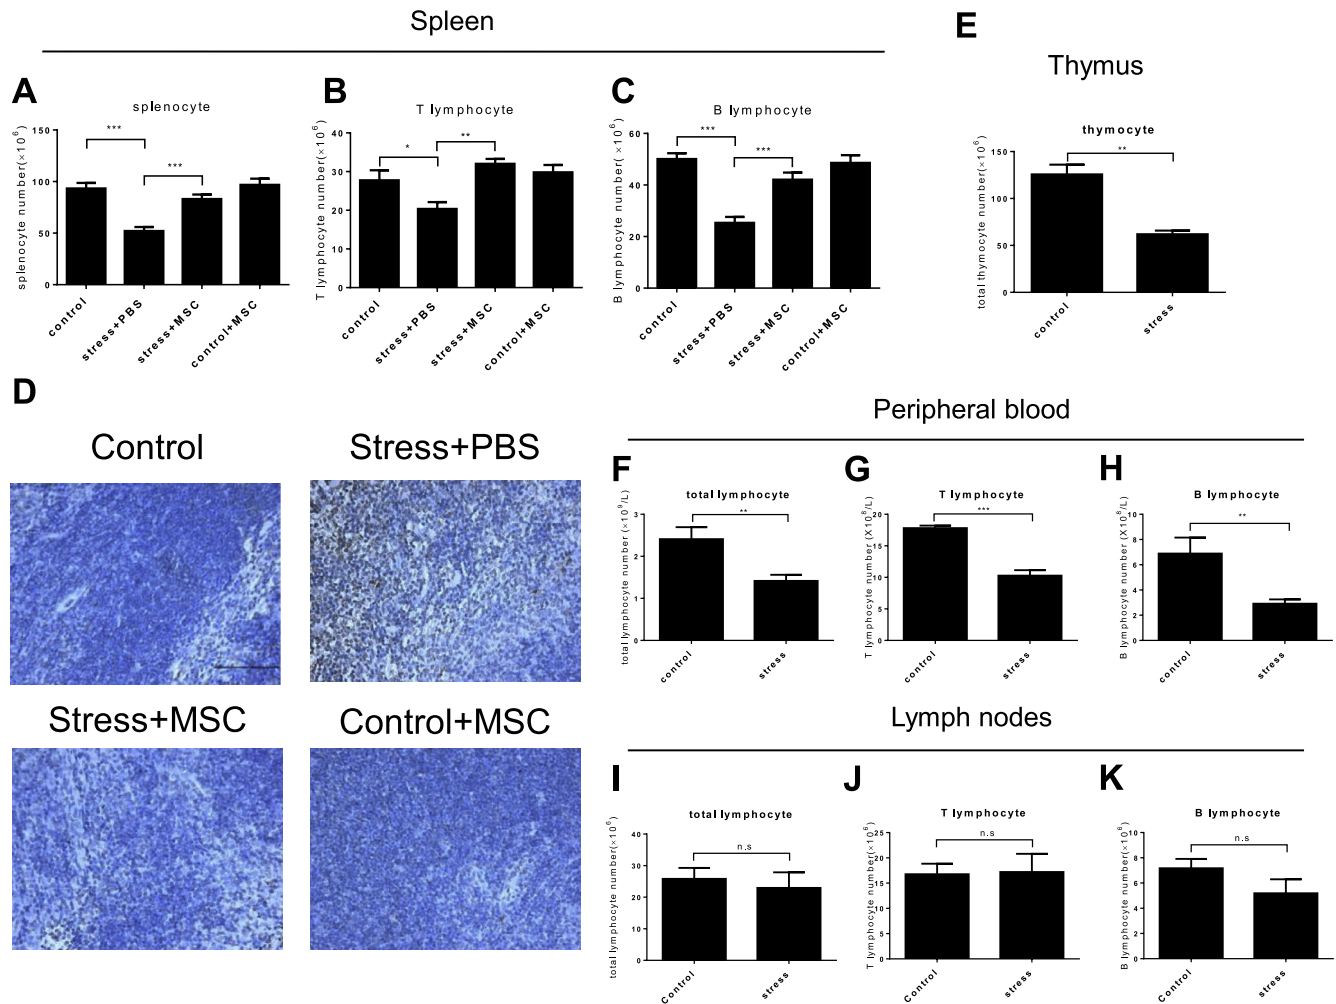 Spleen
A
splenocyte
splenocyte number(×10⁶)
150
100
50
0
***
***
control
stress+PBS
stress+MSC
control+MSC
B
T lymphocyte
T lymphocyte number(×10⁶)
40
30
20
10
0
*
**
control
stress+PBS
stress+MSC
control+MSC
C
B lymphocyte
B lymphocyte number(×10⁶)
60
40
20
0
***
***
control
stress+PBS
stress+MSC
control+MSC
E
Thymus
thymocyte
total thymocyte number(×10⁶)
150
100
50
0
**
control
stress
D
Control
Stress+PBS
Stress+MSC
Control+MSC
Peripheral blood
F
total lymphocyte
total lymphocyte number (×10⁹/L)
3
2
1
0
**
control
stress
G
T lymphocyte
T lymphocyte number (X10⁸/L)
20
15
10
5
0
***
control
stress
H
B lymphocyte
B lymphocyte number (X10⁸/L)
10
8
6
4
2
0
**
control
stress
Lymph nodes
I
total lymphocyte
total lymphocyte number(×10⁶)
40
30
20
10
0
n.s
Control
stress
J
T lymphocyte
T lymphocyte number(×10⁶)
25
20
15
10
5
0
n.s
Control
stress
K
B lymphocyte
B lymphocyte number(×10⁶)
10
8
6
4
2
0
n.s
Control
stress